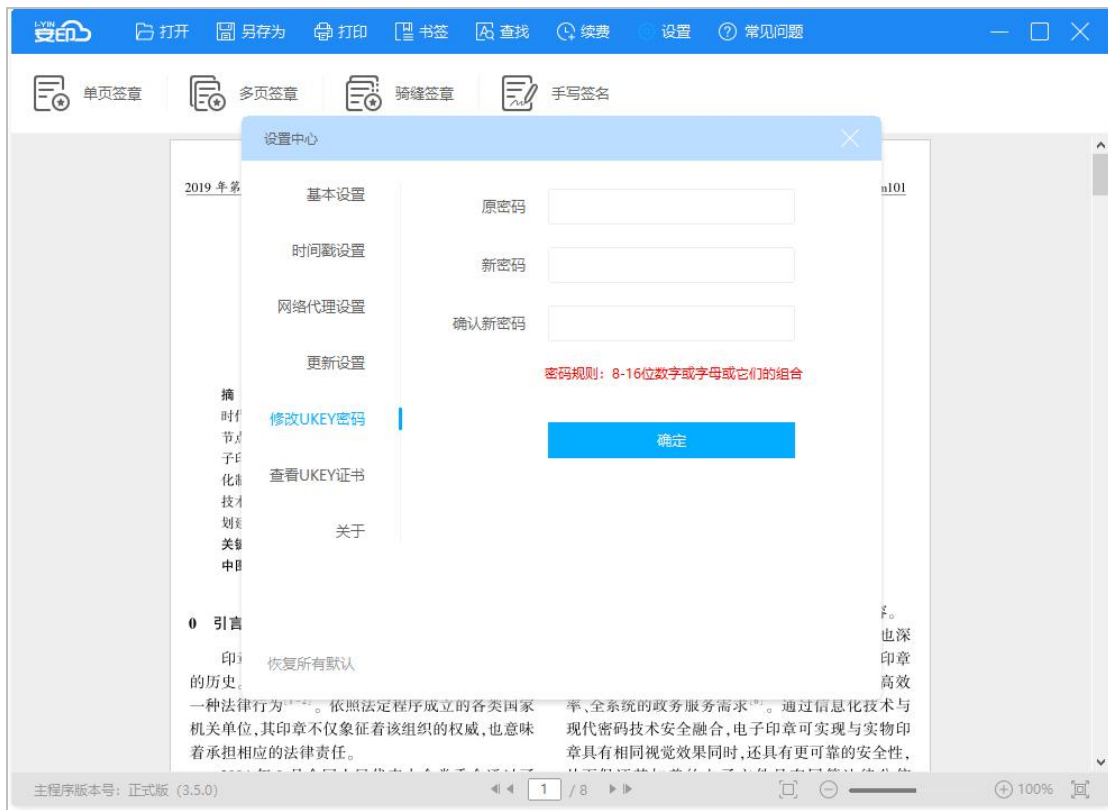 I-YIN
安印
打开 另存为 打印 书签 查找 续费 设置 常见问题
单页签章 多页签章 骑缝签章 手写签名
设置中心
2019 年第
n101
基本设置
时间戳设置
网络代理设置
更新设置
修改UKEY密码
查看UKEY证书
关于
恢复所有默认
原密码
新密码
确认新密码
密码规则：8-16位数字或字母或它们的组合
确定
摘
时代
节点
子印
化制
技术
划建
关键
中图
0 引言
印章
的历史。
一种法律行为。依照法定程序成立的各类国家
机关单位,其印章不仅象征着该组织的权威,也意味
着承担相应的法律责任。
也深
印章
高效
率、全系统的政务服务需求。通过信息化技术与
现代密码技术安全融合,电子印章可实现与实物印
章具有相同视觉效果同时,还具有更可靠的安全性,
主程序版本号：正式版 (3.5.0) 1 / 8 100%